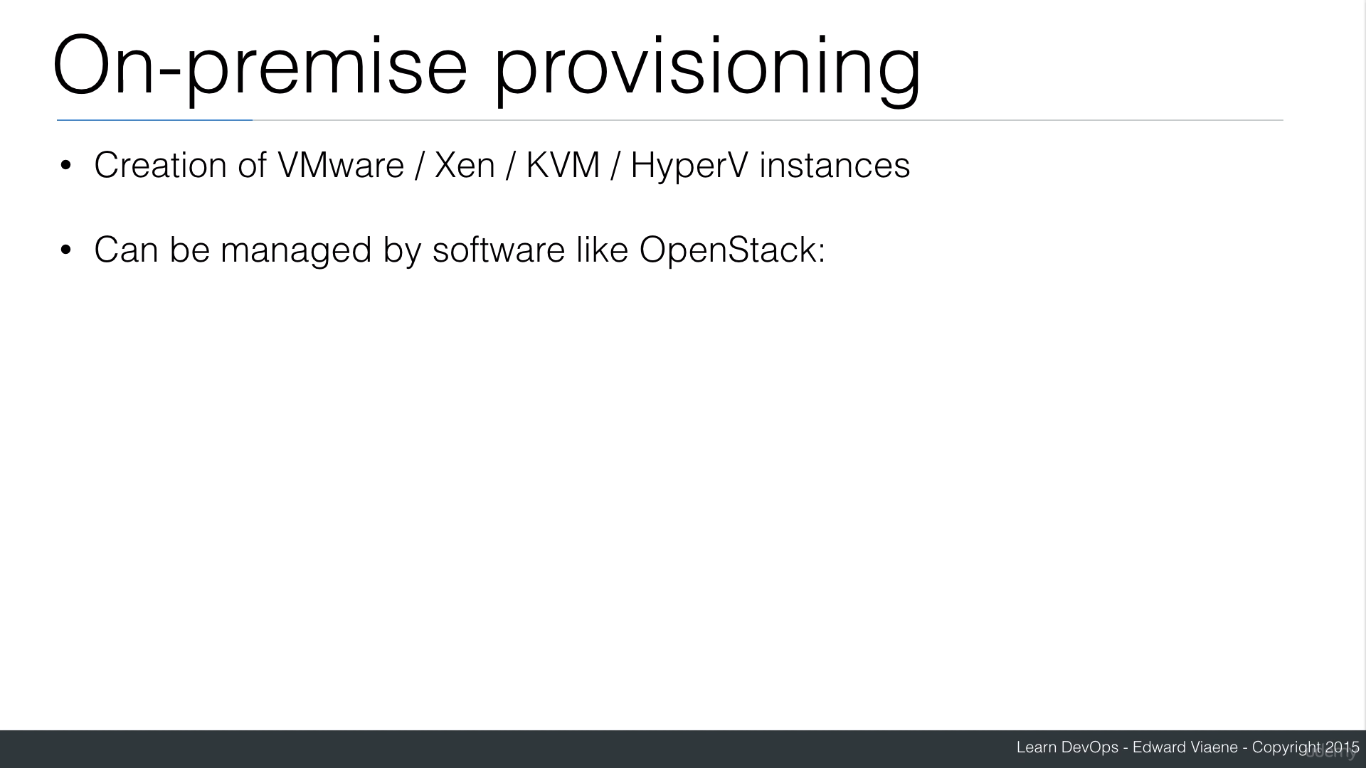 On-premise provisioning
• Creation of VMware / Xen / KVM / HyperV instances
• Can be managed by software like OpenStack:
Learn DevOps - Edward Viaene - Copyright 2015
udemy